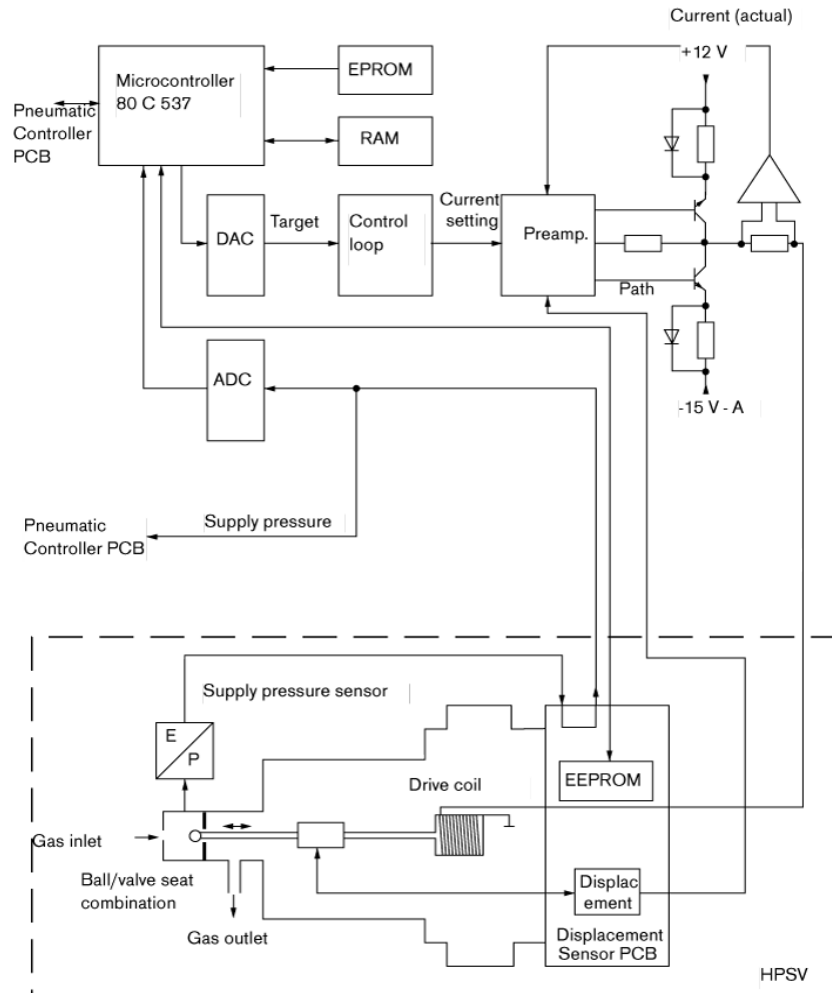 Current (actual)
+12 V
Microcontroller
80 C 537
EPROM
Pneumatic
Controller
PCB
RAM
DAC
Target
Control
loop
Current
setting
Preamp.
Path
ADC
-15 V - A
Pneumatic
Controller PCB
Supply pressure
Supply pressure sensor
E
P
EEPROM
Drive coil
Gas inlet
Ball/valve seat
combination
Gas outlet
Displac
ement
Displacement
Sensor PCB
HPSV